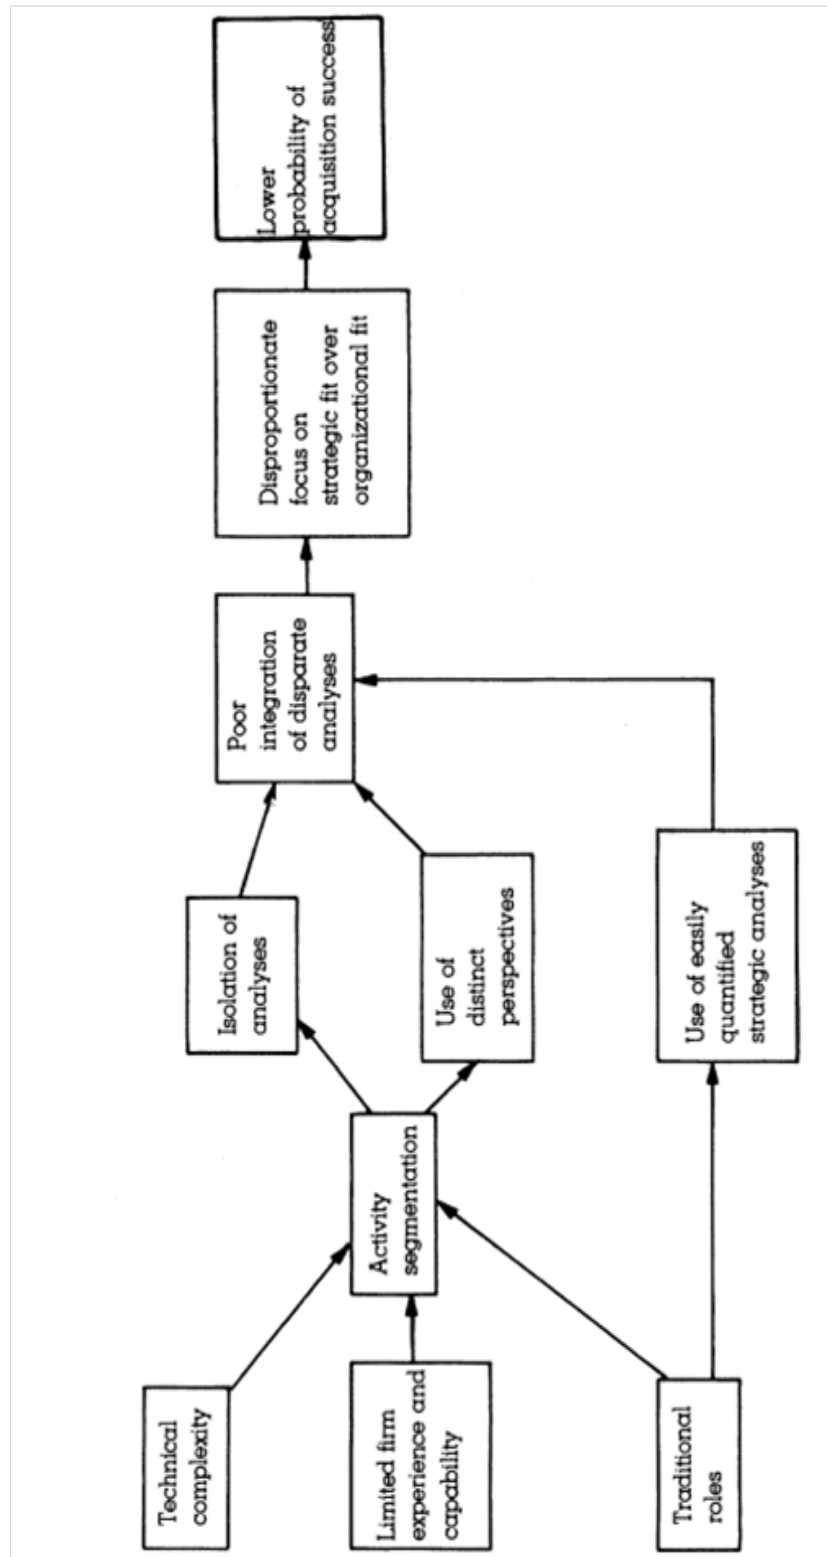 Technical
complexity
Limited firm
experience and
capability
Traditional
roles
Activity
segmentation
Isolation of
analyses
Use of
distinct
perspectives
Use of easily
quantified
strategic analyses
Poor
integration
of disparate
analyses
Disproportionate
focus on
strategic fit over
organizational fit
Lower
probability of
acquisition success